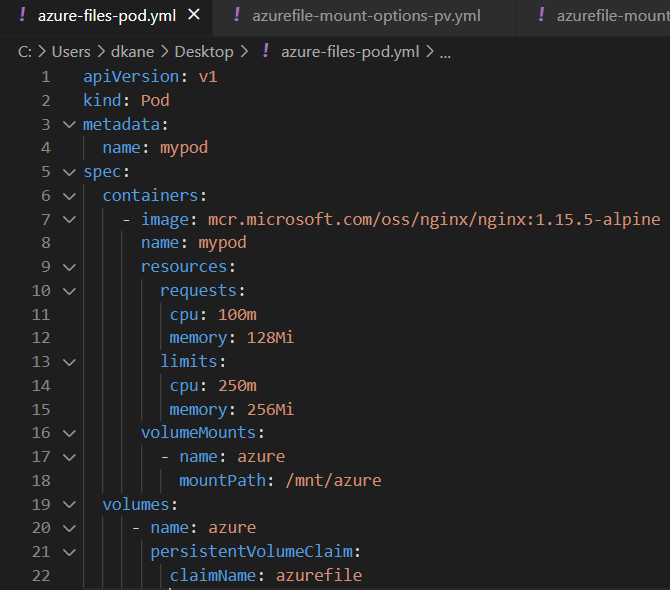 ! azure-files-pod.yml × ! azurefile-mount-options-pv.yml ! azurefile-mount
C: > Users > dkane > Desktop > ! azure-files-pod.yml > ...
1 apiVersion: v1
2 kind: Pod
3 metadata:
4 name: mypod
5 spec:
6 containers:
7 - image: mcr.microsoft.com/oss/nginx/nginx:1.15.5-alpine
8 name: mypod
9 resources:
10 requests:
11 cpu: 100m
12 memory: 128Mi
13 limits:
14 cpu: 250m
15 memory: 256Mi
16 volumeMounts:
17 - name: azure
18 mountPath: /mnt/azure
19 volumes:
20 - name: azure
21 persistentVolumeClaim:
22 claimName: azurefile